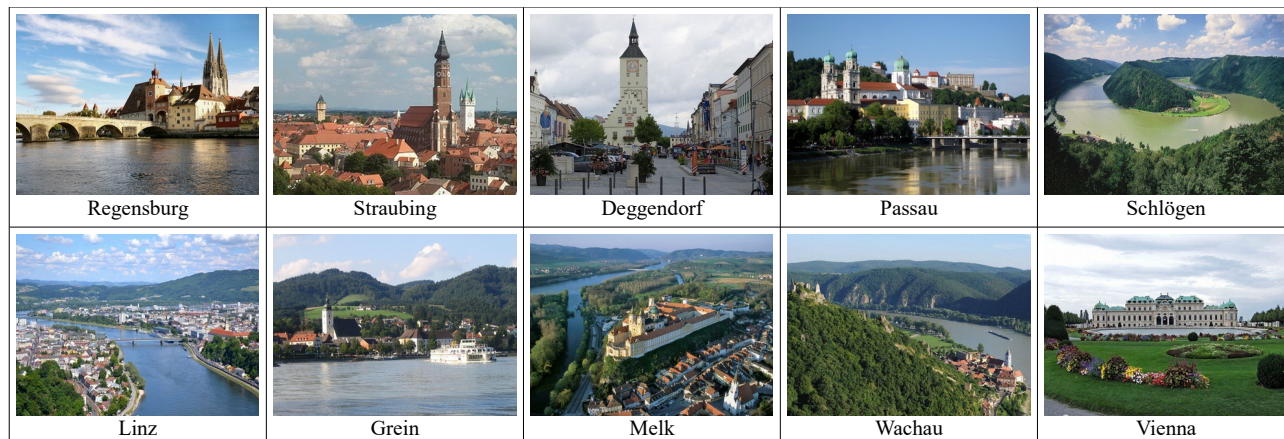 Regensburg
Straubing
Deggendorf
Passau
Schlögen
Linz
Grein
Melk
Wachau
Vienna